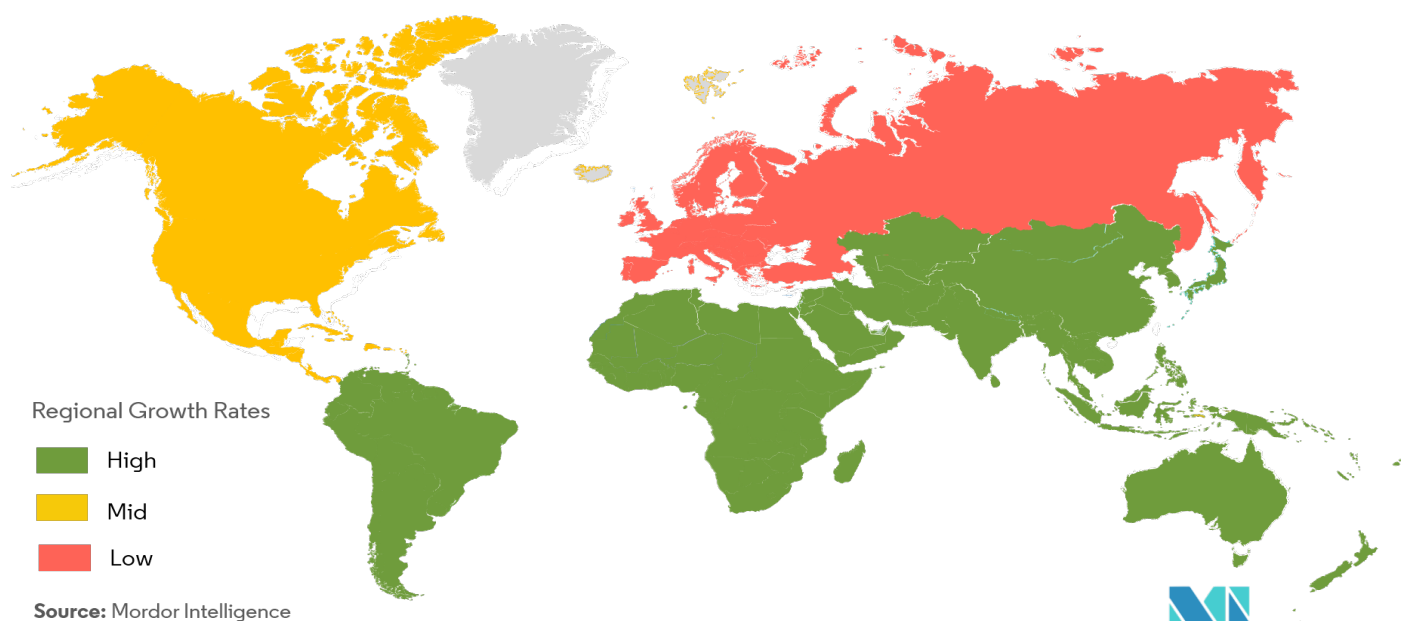 Regional Growth Rates
High
Mid
Low
Source: Mordor Intelligence